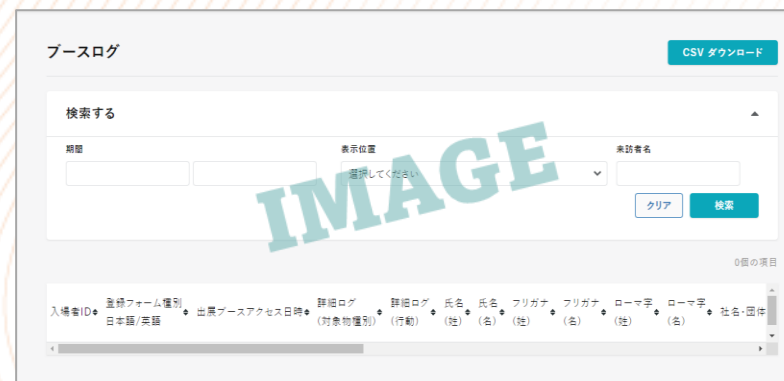 ブースログ
CSV ダウンロード
検索する
期間
表示位置
来訪者名
選択してください
クリア
検索
IMAGE
0個の項目
入場者ID
登録フォーム種別
日本語/英語
出展ブースアクセス日時
詳細ログ
(対象物種別)
詳細ログ
(行動)
氏名
(姓)
氏名
(名)
フリガナ
(姓)
フリガナ
(名)
ローマ字
(姓)
ローマ字
(名)
社名・団体